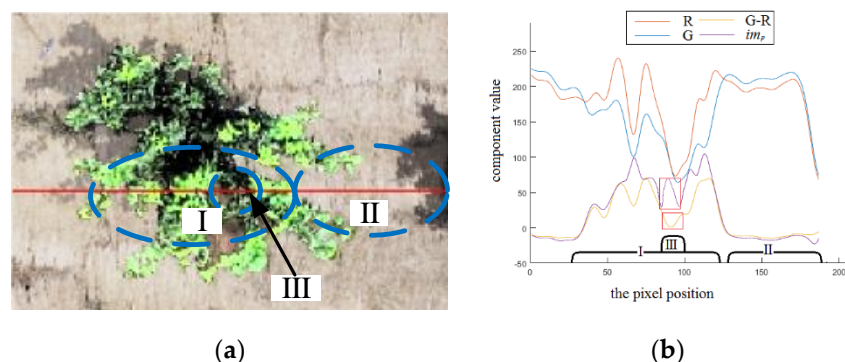 I
II
III
(a)
R
G-R
G
imₚ
component value
250
200
150
100
50
0
-50
I
III
II
0
50
100
150
200
the pixel position
(b)